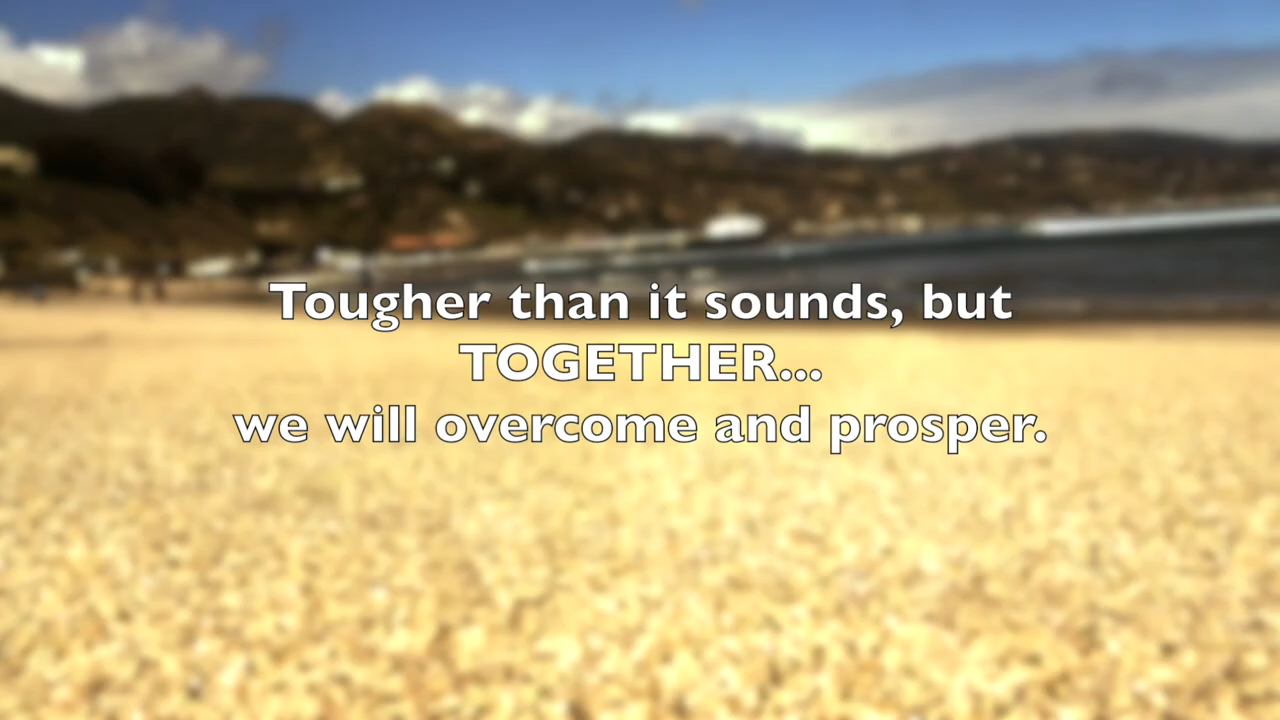 Tougher than it sounds, but
TOGETHER...
we will overcome and prosper.